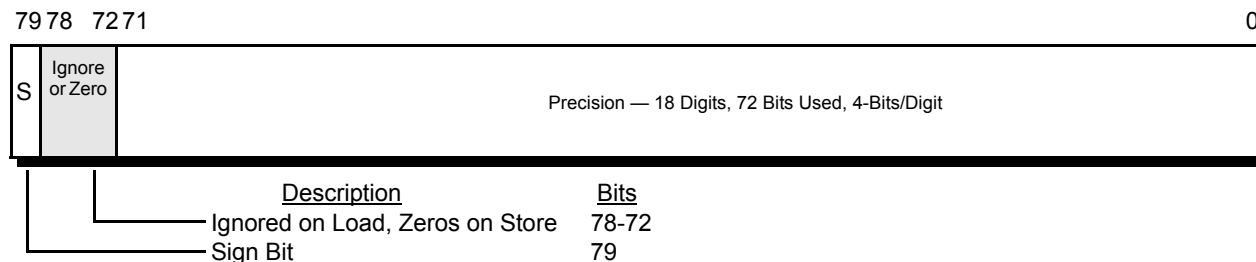 79 78 72 71 0
S Ignore
or Zero
Precision — 18 Digits, 72 Bits Used, 4-Bits/Digit
Description Bits
Ignored on Load, Zeros on Store 78-72
Sign Bit 79